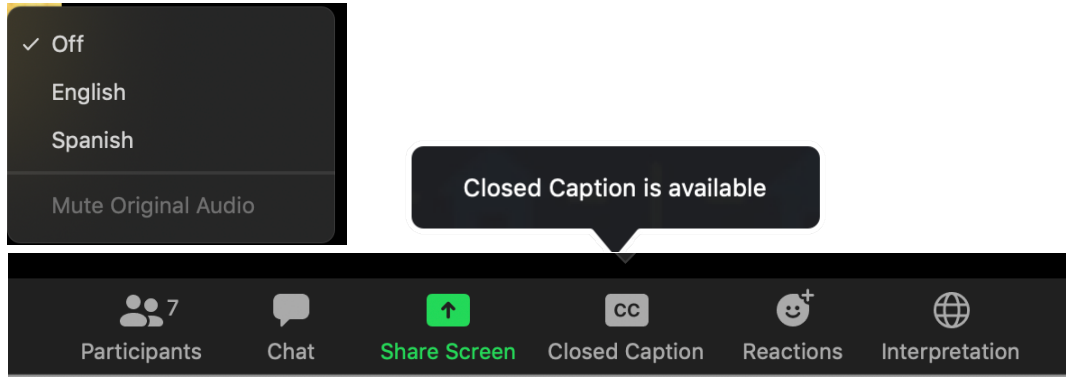 Off
English
Spanish
Mute Original Audio
Closed Caption is available
7
CC
Participants Chat Share Screen Closed Caption Reactions Interpretation